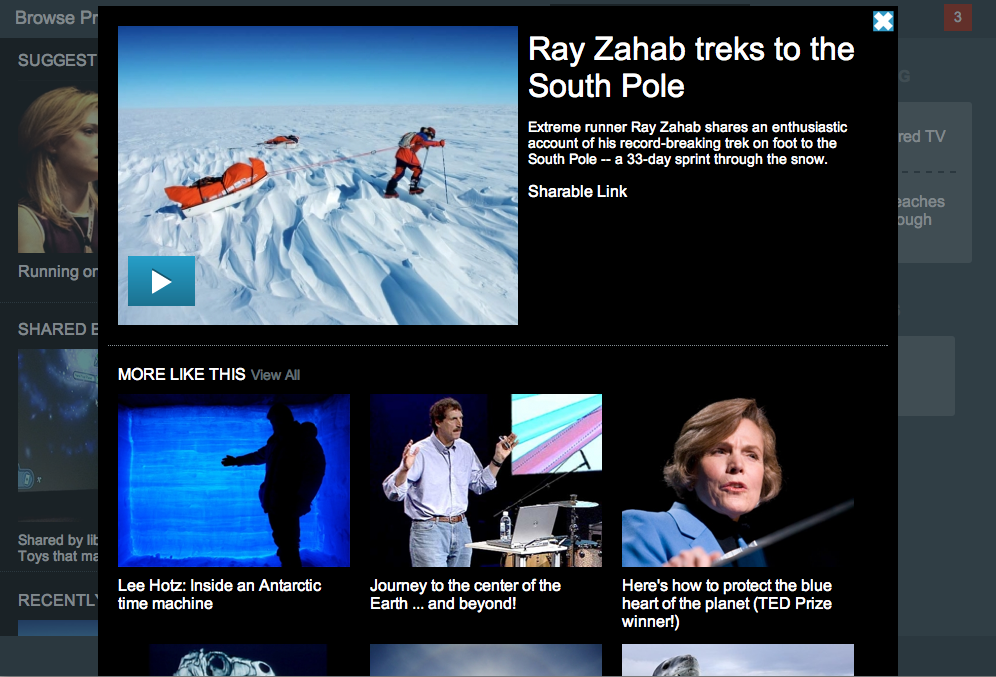 Browse Pr
3
SUGGEST
Ray Zahab treks to the
South Pole
Extreme runner Ray Zahab shares an enthusiastic
account of his record-breaking trek on foot to the
South Pole -- a 33-day sprint through the snow.
Sharable Link
G
red TV
eaches
ough
Running on
SHARED B
MORE LIKE THIS View All
Lee Hotz: Inside an Antarctic
time machine
Journey to the center of the
Earth ... and beyond!
Here's how to protect the blue
heart of the planet (TED Prize
winner!)
Shared by lib
Toys that ma
RECENTLY